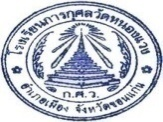 โรงเรียนการกุศลวัดหนองแวง
ก.ศ.ว.
อำเภอเมือง จังหวัดขอนแก่น